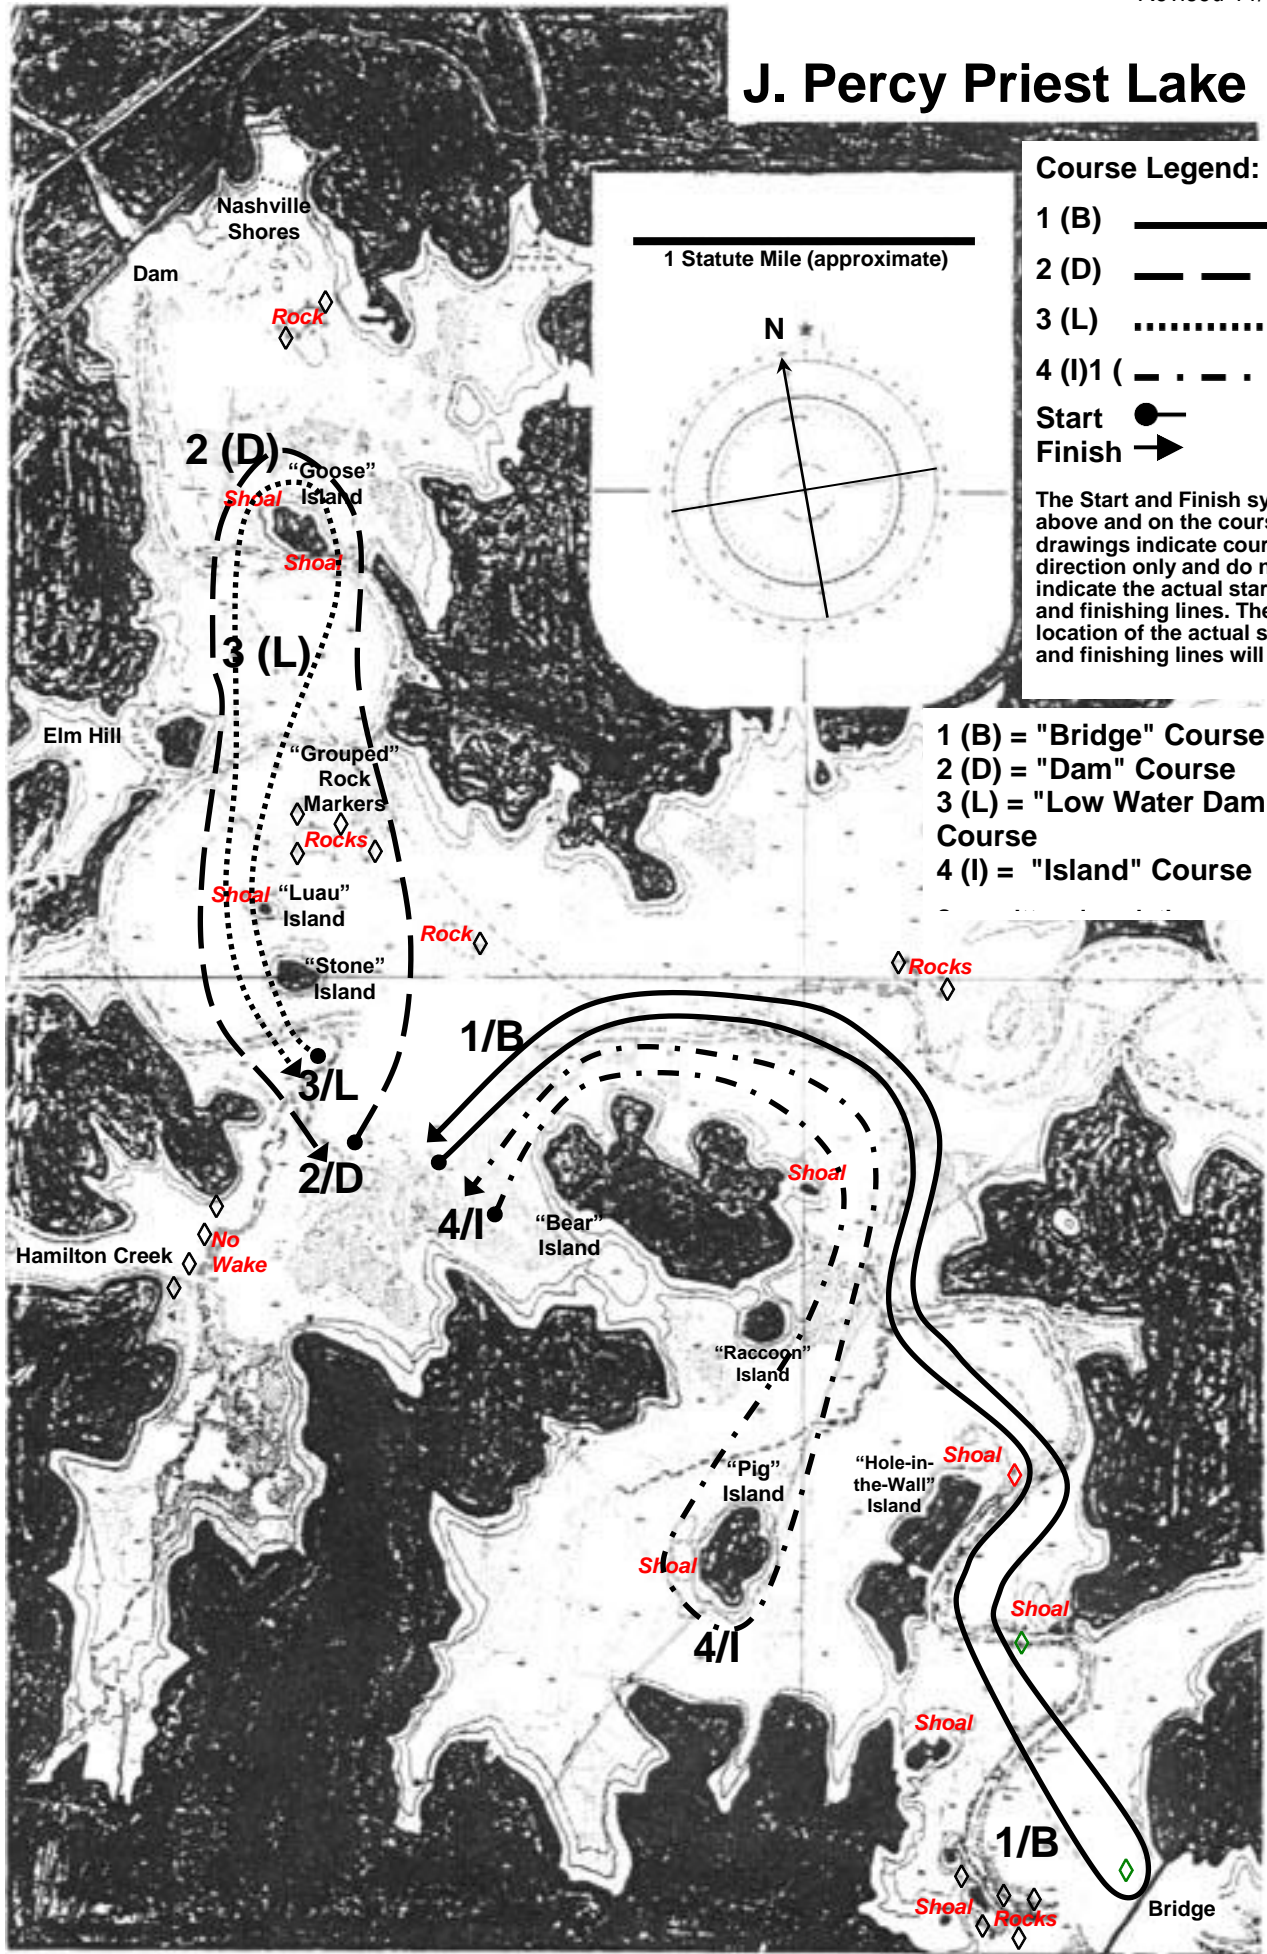 J. Percy Priest Lake
Course Legend:
1 (B)
2 (D)
3 (L)
4 (I)1 (
Start
Finish
The Start and Finish sy
above and on the cours
drawings indicate cour
direction only and do n
indicate the actual star
and finishing lines. The
location of the actual s
and finishing lines will
1 Statute Mile (approximate)
N
1 (B) = "Bridge" Course
2 (D) = "Dam" Course
3 (L) = "Low Water Dam
Course
4 (I) = "Island" Course
Nashville
Shores
Dam
Rock
2 (D)
“Goose”
Island
Shoal
Shoal
3 (L)
Elm Hill
“Grouped”
Rock
Markers
Rocks
Shoal
“Luau”
Island
Rock
“Stone”
Island
Rocks
1/B
3/L
2/D
Shoal
4/I
“Bear”
Island
No
Wake
Hamilton Creek
“Raccoon”
Island
“Pig”
Island
“Hole-in-
the-Wall”
Island
Shoal
Shoal
Shoal
4/I
Shoal
1/B
Shoal
Rocks
Bridge